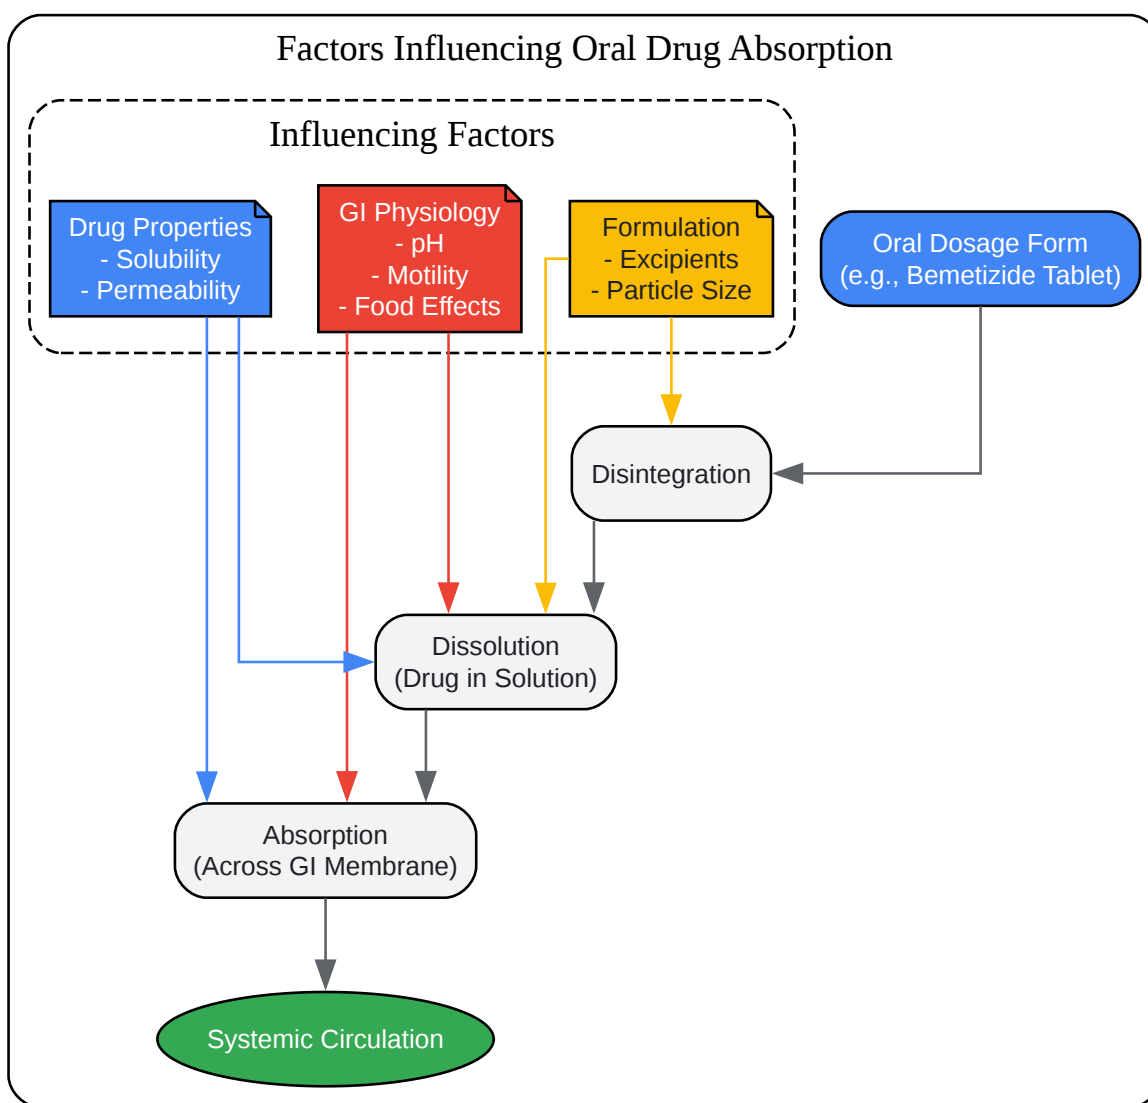 Factors Influencing Oral Drug Absorption
Influencing Factors
Drug Properties
- Solubility
- Permeability
GI Physiology
- pH
- Motility
- Food Effects
Formulation
- Excipients
- Particle Size
Oral Dosage Form
(e.g., Bemetizide Tablet)
Disintegration
Dissolution
(Drug in Solution)
Absorption
(Across GI Membrane)
Systemic Circulation